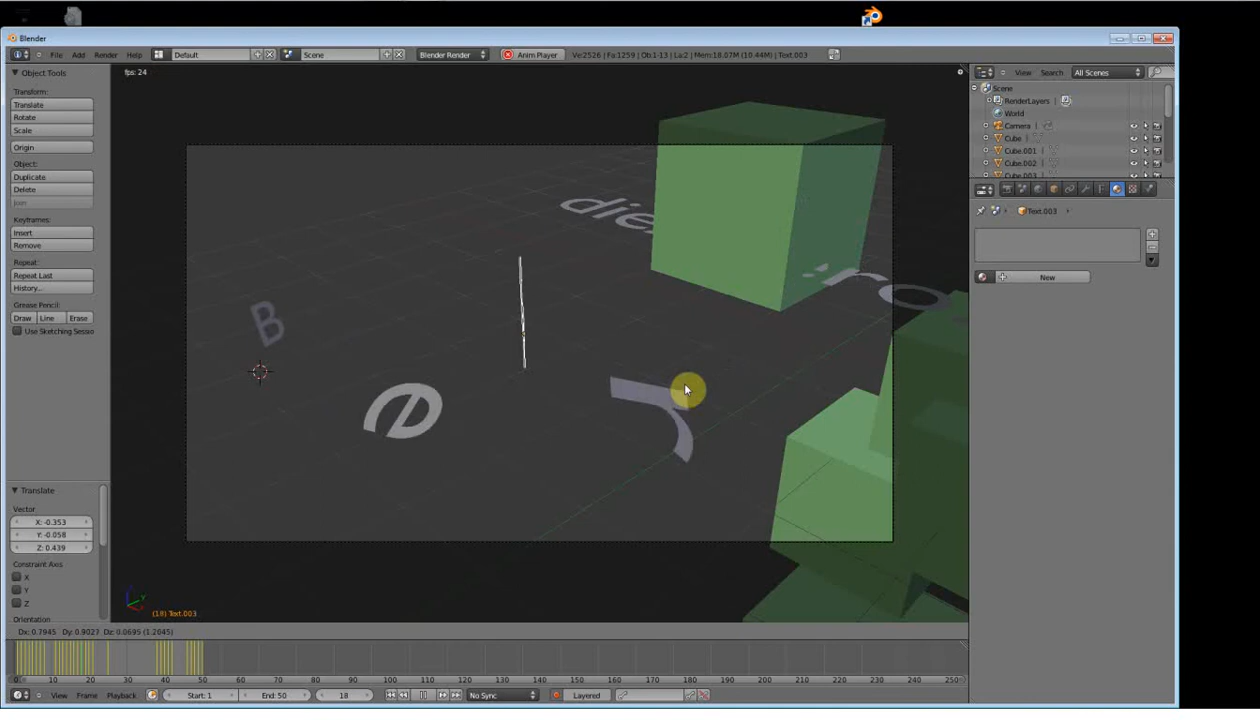 Blender
File Add Render Help Default Scene Blender Render Anim Player Ve:2526 | Fa:1259 | Ob:1-13 | La:2 | Mem:18.07M (10.44M) | Text.003
Object Tools
Transform:
Translate
Rotate
Scale
Origin
Object:
Duplicate
Delete
Join
Keyframes:
Insert
Remove
Repeat:
Repeat Last
History...
Grease Pencil:
Draw Line Erase
Use Sketching Sessio
Translate
Vector
X: -0.353
Y: -0.058
Z: 0.439
Constraint Axis
X
Y
Z
Orientation
fps: 24
die
B
e
(18) Text.003
View Search All Scenes
Scene
RenderLayers
World
Camera
Cube
Cube.001
Cube.002
Cube.003
Text.003
New
Dx: 0.7945 Dy: 0.9027 Dz: 0.0695 (1.2045)
0 10 20 30 40 50 60 70 80 90 100 110 120 130 140 150 160 170 180 190 200 210 220 230 240 250
View Frame Playback Start: 1 End: 50 18 No Sync Layered